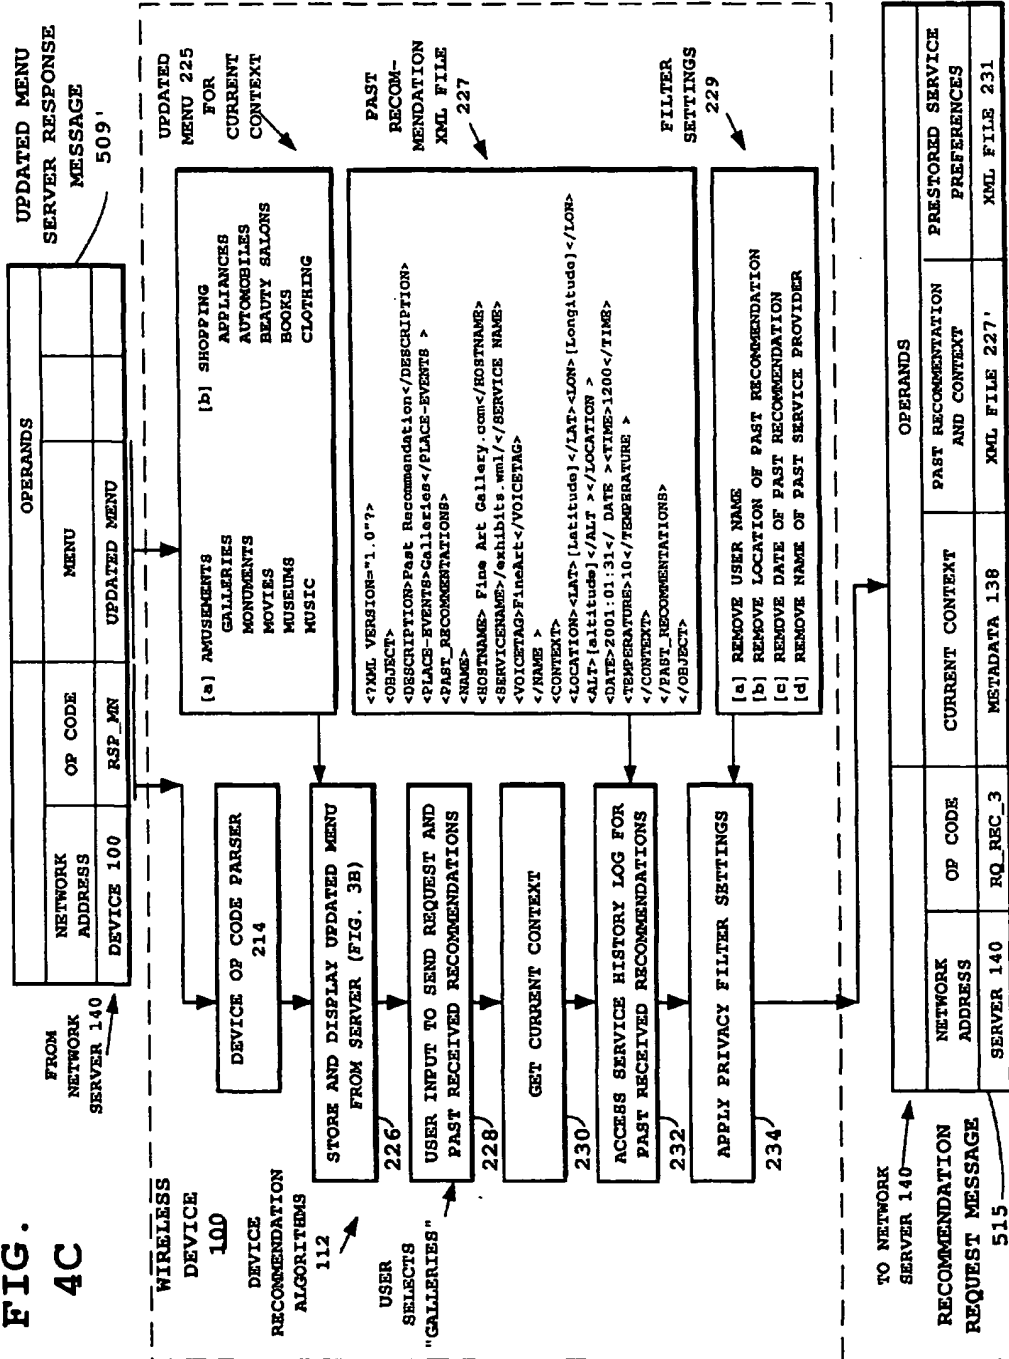 FIG.
4C
UPDATED MENU
SERVER RESPONSE
MESSAGE
509'
FROM
NETWORK
SERVER 140
OPERANDS
NETWORK
ADDRESS
OP CODE
MENU
DEVICE 100
RSP_MN
UPDATED MENU
WIRELESS
DEVICE
100
DEVICE
RECOMMENDATION
ALGORITHMS
112
USER
SELECTS
"GALLERIES"
DEVICE OP CODE PARSER
214
STORE AND DISPLAY UPDATED MENU
FROM SERVER (FIG. 3B)
226
USER INPUT TO SEND REQUEST AND
PAST RECEIVED RECOMMENDATIONS
228
GET CURRENT CONTEXT
230
ACCESS SERVICE HISTORY LOG FOR
PAST RECEIVED RECOMMENDATIONS
232
APPLY PRIVACY FILTER SETTINGS
234
[a] AMUSEMENTS
GALLERIES
MONUMENTS
MOVIES
MUSEUMS
MUSIC
[b] SHOPPING
APPLIANCES
AUTOMOBILES
BEAUTY SALONS
BOOKS
CLOTHING
UPDATED
MENU 225
FOR
CURRENT
CONTEXT
<?XML VERSION="1.0"?>
<OBJECT>
<DESCRIPTION>Past Recommendation</DESCRIPTION>
<PLACE-EVENTS>Galleries</PLACE-EVENTS >
<PAST_RECOMMENTATIONS>
<NAME>
<HOSTNAME> Fine Art Gallery.com</HOSTNAME>
<SERVICENAME>/exhibits.wml/</SERVICE NAME>
<VOICETAG>FineArt</VOICETAG>
</NAME >
<CONTEXT>
<LOCATION><LAT>[Latitude]</LAT><LON>[Longitude]</LON>
<ALT>[altitude]</ALT ></LOCATION >
<DATE>2001:01:31</ DATE ><TIME>1200</TIME>
<TEMPERATURE>10</TEMPERATURE >
</CONTEXT>
</PAST_RECOMMENTATIONS>
</OBJECT>
PAST
RECOM-
MENDATION
XML FILE
227
[a] REMOVE USER NAME
[b] REMOVE LOCATION OF PAST RECOMMENDATION
[c] REMOVE DATE OF PAST RECOMMENDATION
[d] REMOVE NAME OF PAST SERVICE PROVIDER
FILTER
SETTINGS
229
TO NETWORK
SERVER 140
RECOMMENDATION
REQUEST MESSAGE
515
OPERANDS
NETWORK
ADDRESS
OP CODE
CURRENT CONTEXT
PAST RECOMMENTATION
AND CONTEXT
PRESTORED SERVICE
PREFERENCES
SERVER 140
RQ_REC_3
METADATA 138
XML FILE 227'
XML FILE 231